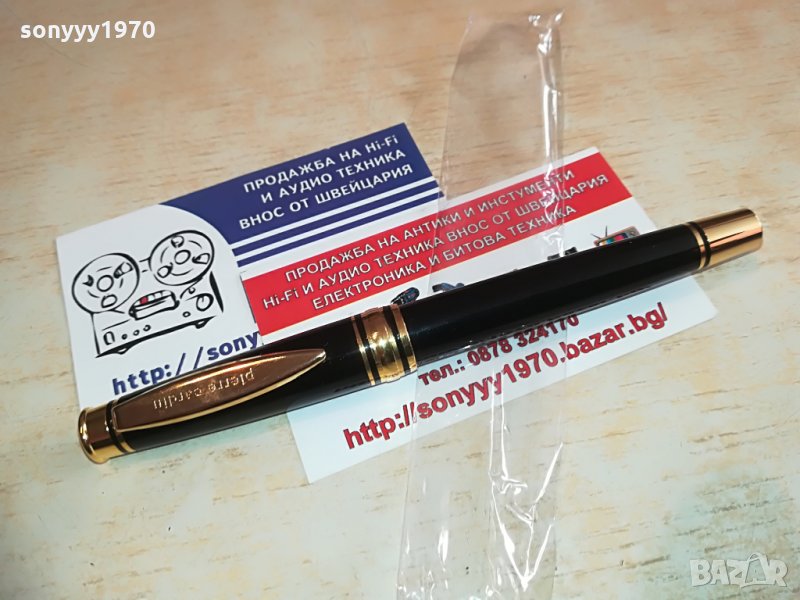 sonyyy1970
ПРОДАЖБА НА Hi-Fi
И АУДИО ТЕХНИКА
ВНОС ОТ ШВЕЙЦАРИЯ
ПРОДАЖБА НА АНТИКИ И ИНСТУМЕНТИ
Hi-Fi И АУДИО ТЕХНИКА ВНОС ОТ ШВЕЙЦАРИЯ
ЕЛЕКТРОНИКА И БИТОВА ТЕХНИКА
http://sony
тел.: 0878 324170
http://sonyyy1970.bazar.bg/
pierre cardin
BAZAR